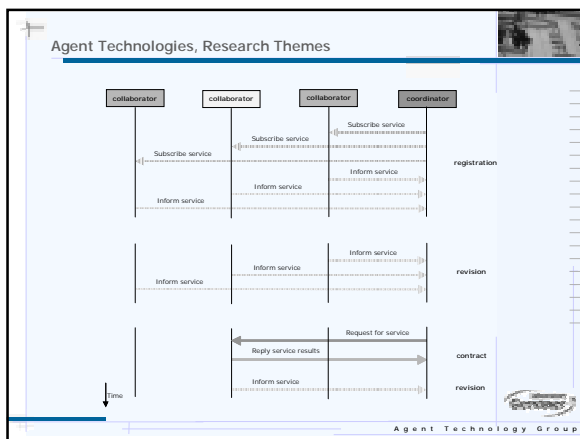 Agent Technologies, Research Themes
collaborator collaborator collaborator coordinator
Subscribe service
Subscribe service
Subscribe service
Inform service
Inform service
Inform service
registration
Inform service
Inform service
Inform service
revision
Request for service
Reply service results
contract
Inform service
revision
Time
Agent Technology Group